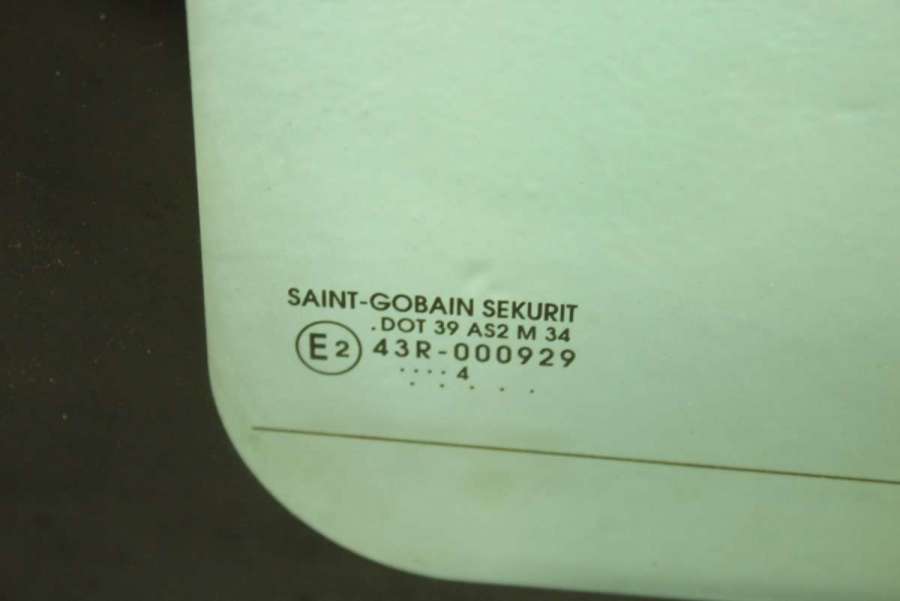 SAINT-GOBAIN SEKURIT
.DOT 39 AS2 M 34
E2 43R-000929
....4
. . . . .